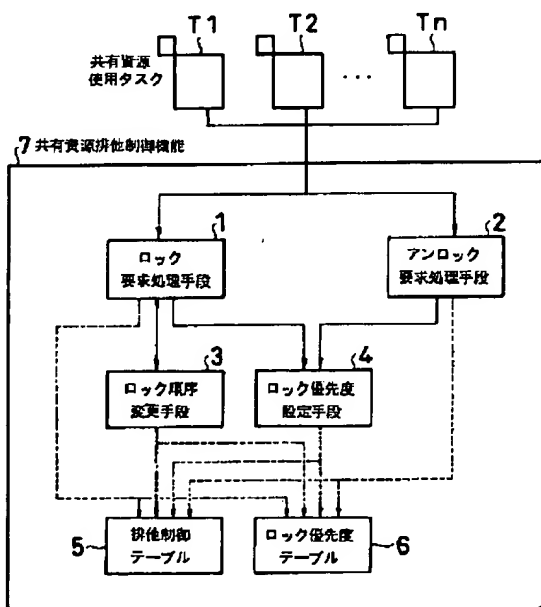 T1 T2 Tn
共有資源
使用タスク
...
7 共有資源排他制御機能
1 2
ロック
要求処理手段
アンロック
要求処理手段
3 4
ロック順序
変更手段
ロック優先度
設定手段
排他制御
テーブル
5
ロック優先度
テーブル
6